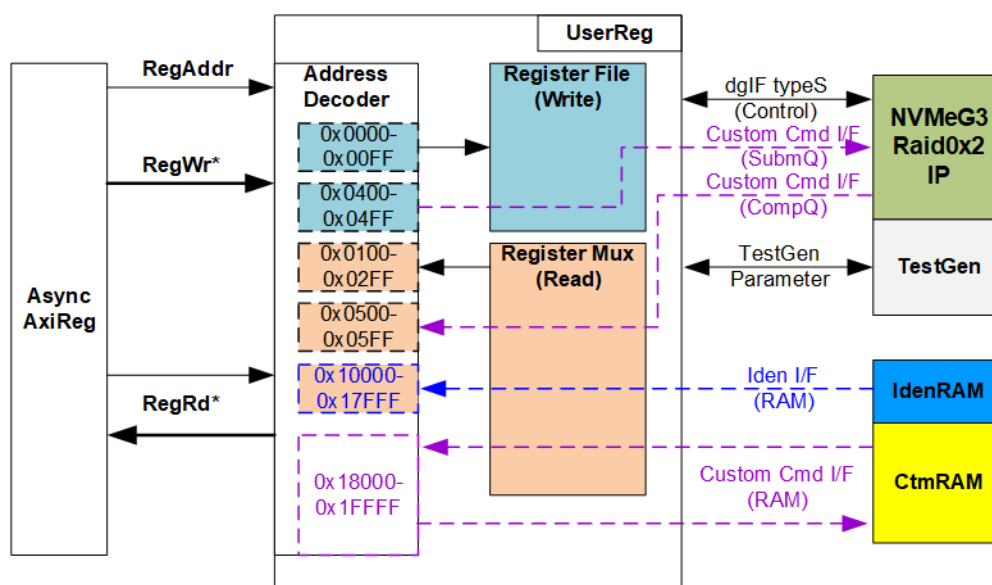 UserReg
Async
AxiReg
RegAddr
RegWr*
RegRd*
Address
Decoder
0x0000-
0x00FF
0x0400-
0x04FF
0x0100-
0x02FF
0x0500-
0x05FF
0x10000-
0x17FFF
0x18000-
0x1FFFF
Register File
(Write)
Register Mux
(Read)
dgIF typeS
(Control)
Custom Cmd I/F
(SubmQ)
Custom Cmd I/F
(CompQ)
TestGen
Parameter
Iden I/F
(RAM)
Custom Cmd I/F
(RAM)
NVMeG3
Raid0x2
IP
TestGen
IdenRAM
CtmRAM